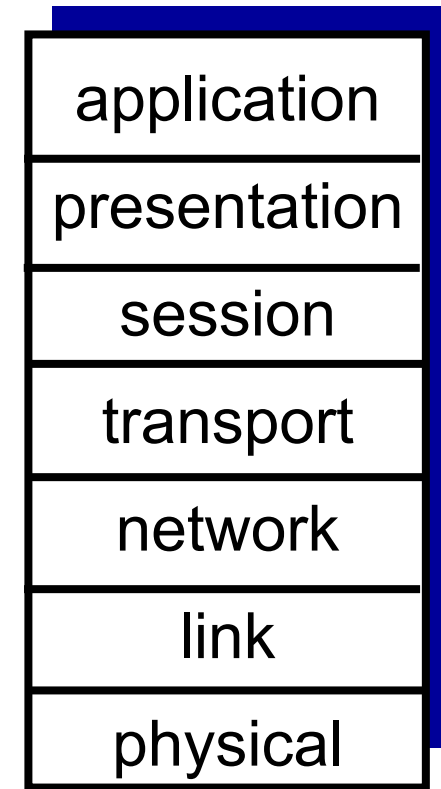 application
presentation
session
transport
network
link
physical